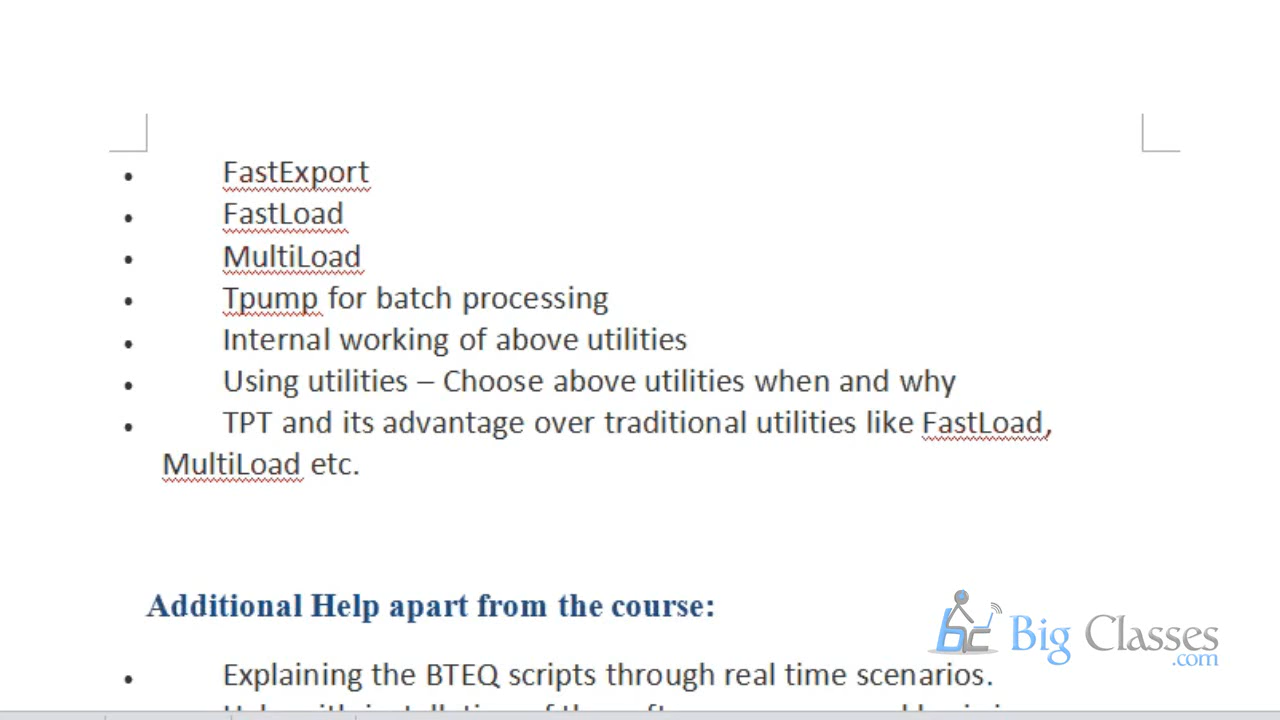 • FastExport
• FastLoad
• MultiLoad
• Tpump for batch processing
• Internal working of above utilities
• Using utilities – Choose above utilities when and why
• TPT and its advantage over traditional utilities like FastLoad,
MultiLoad etc.
Additional Help apart from the course:
bc Big Classes
.com
• Explaining the BTEQ scripts through real time scenarios.